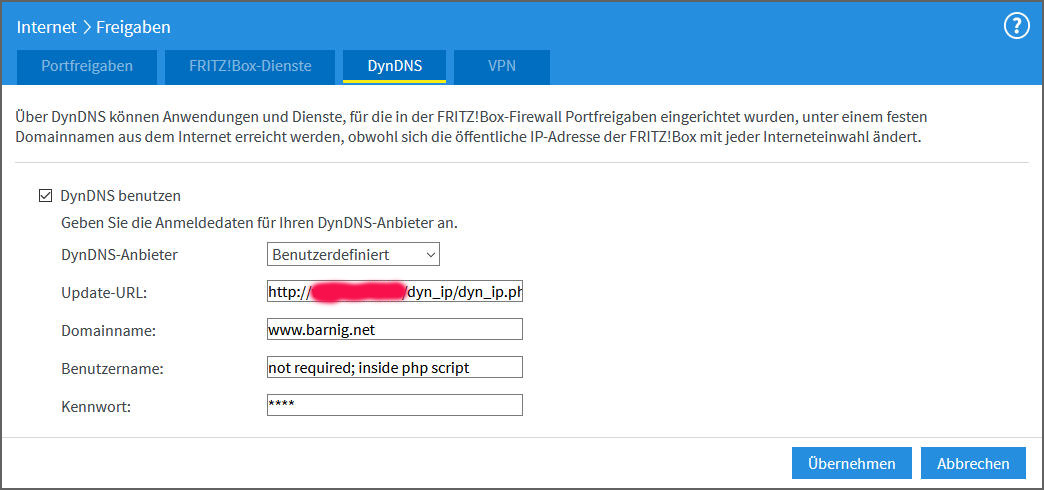 Internet > Freigaben
?
Portfreigaben FRITZ!Box-Dienste DynDNS VPN
Über DynDNS können Anwendungen und Dienste, für die in der FRITZ!Box-Firewall Portfreigaben eingerichtet wurden, unter einem festen
Domainnamen aus dem Internet erreicht werden, obwohl sich die öffentliche IP-Adresse der FRITZ!Box mit jeder Interneteinwahl ändert.
DynDNS benutzen
Geben Sie die Anmeldedaten für Ihren DynDNS-Anbieter an.
DynDNS-Anbieter Benutzerdefiniert
Update-URL: http:// /dyn_ip/dyn_ip.ph
Domainname: www.barnig.net
Benutzername: not required; inside php script
Kennwort: ****
Übernehmen Abbrechen